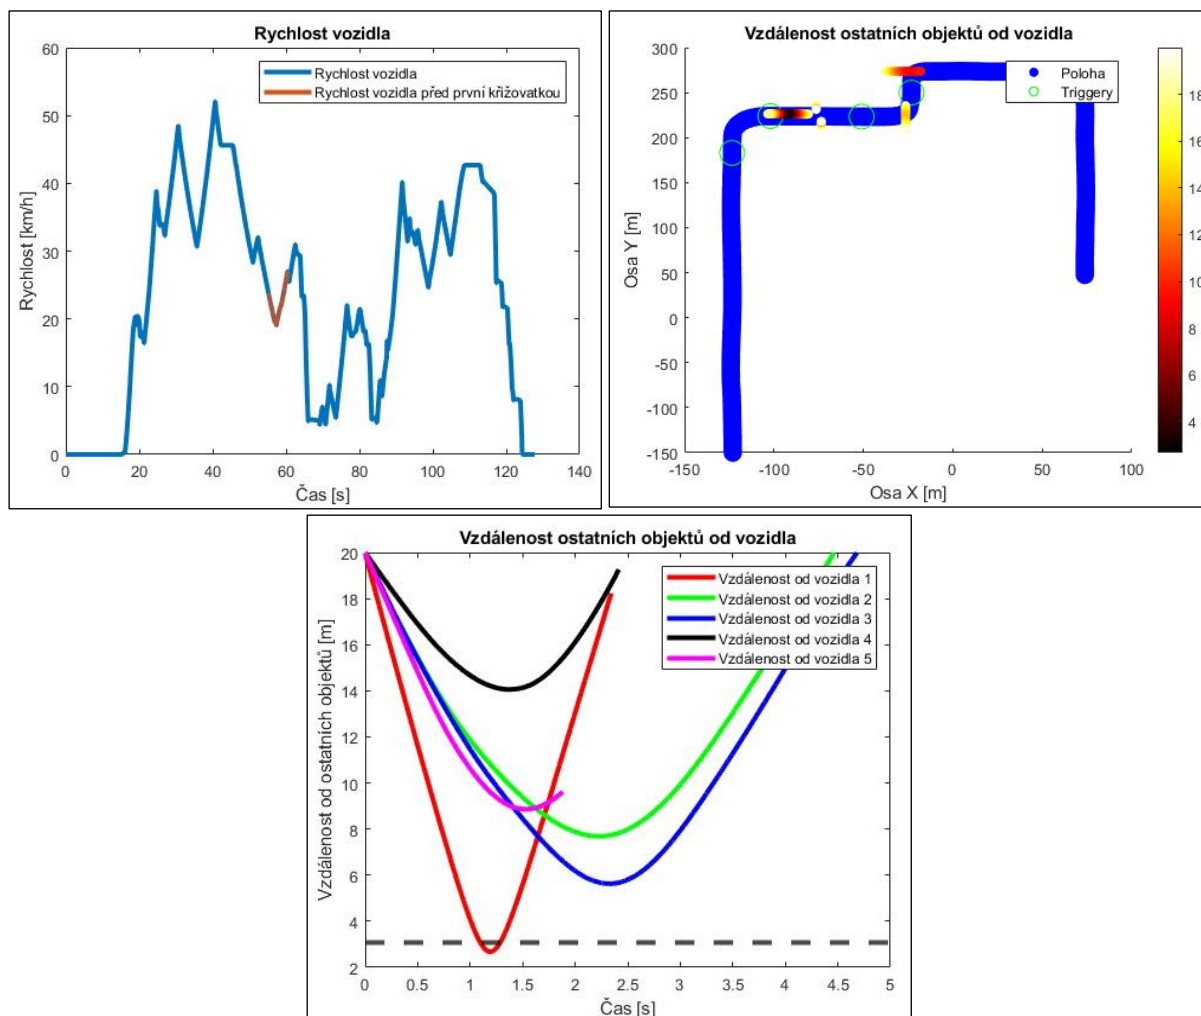 Rychlost vozidla
60
50
40
30
20
10
0
Rychlost [km/h]
Rychlost vozidla
Rychlost vozidla před první křižovatkou
0 20 40 60 80 100 120 140
Čas [s]
Vzdálenost ostatních objektů od vozidla
300
250
200
150
100
50
0
-50
-100
-150
Osa Y [m]
Poloha
Triggery
-150 -100 -50 0 50 100
Osa X [m]
18
16
14
12
10
8
6
4
Vzdálenost ostatních objektů od vozidla
20
18
16
14
12
10
8
6
4
2
Vzdálenost od ostatních objektů [m]
Vzdálenost od vozidla 1
Vzdálenost od vozidla 2
Vzdálenost od vozidla 3
Vzdálenost od vozidla 4
Vzdálenost od vozidla 5
0 0.5 1 1.5 2 2.5 3 3.5 4 4.5 5
Čas [s]